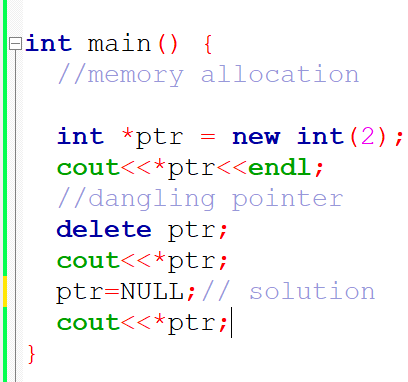 int main() {
//memory allocation
int *ptr = new int(2);
cout<<*ptr<<endl;
//dangling pointer
delete ptr;
cout<<*ptr;
ptr=NULL;// solution
cout<<*ptr;
}